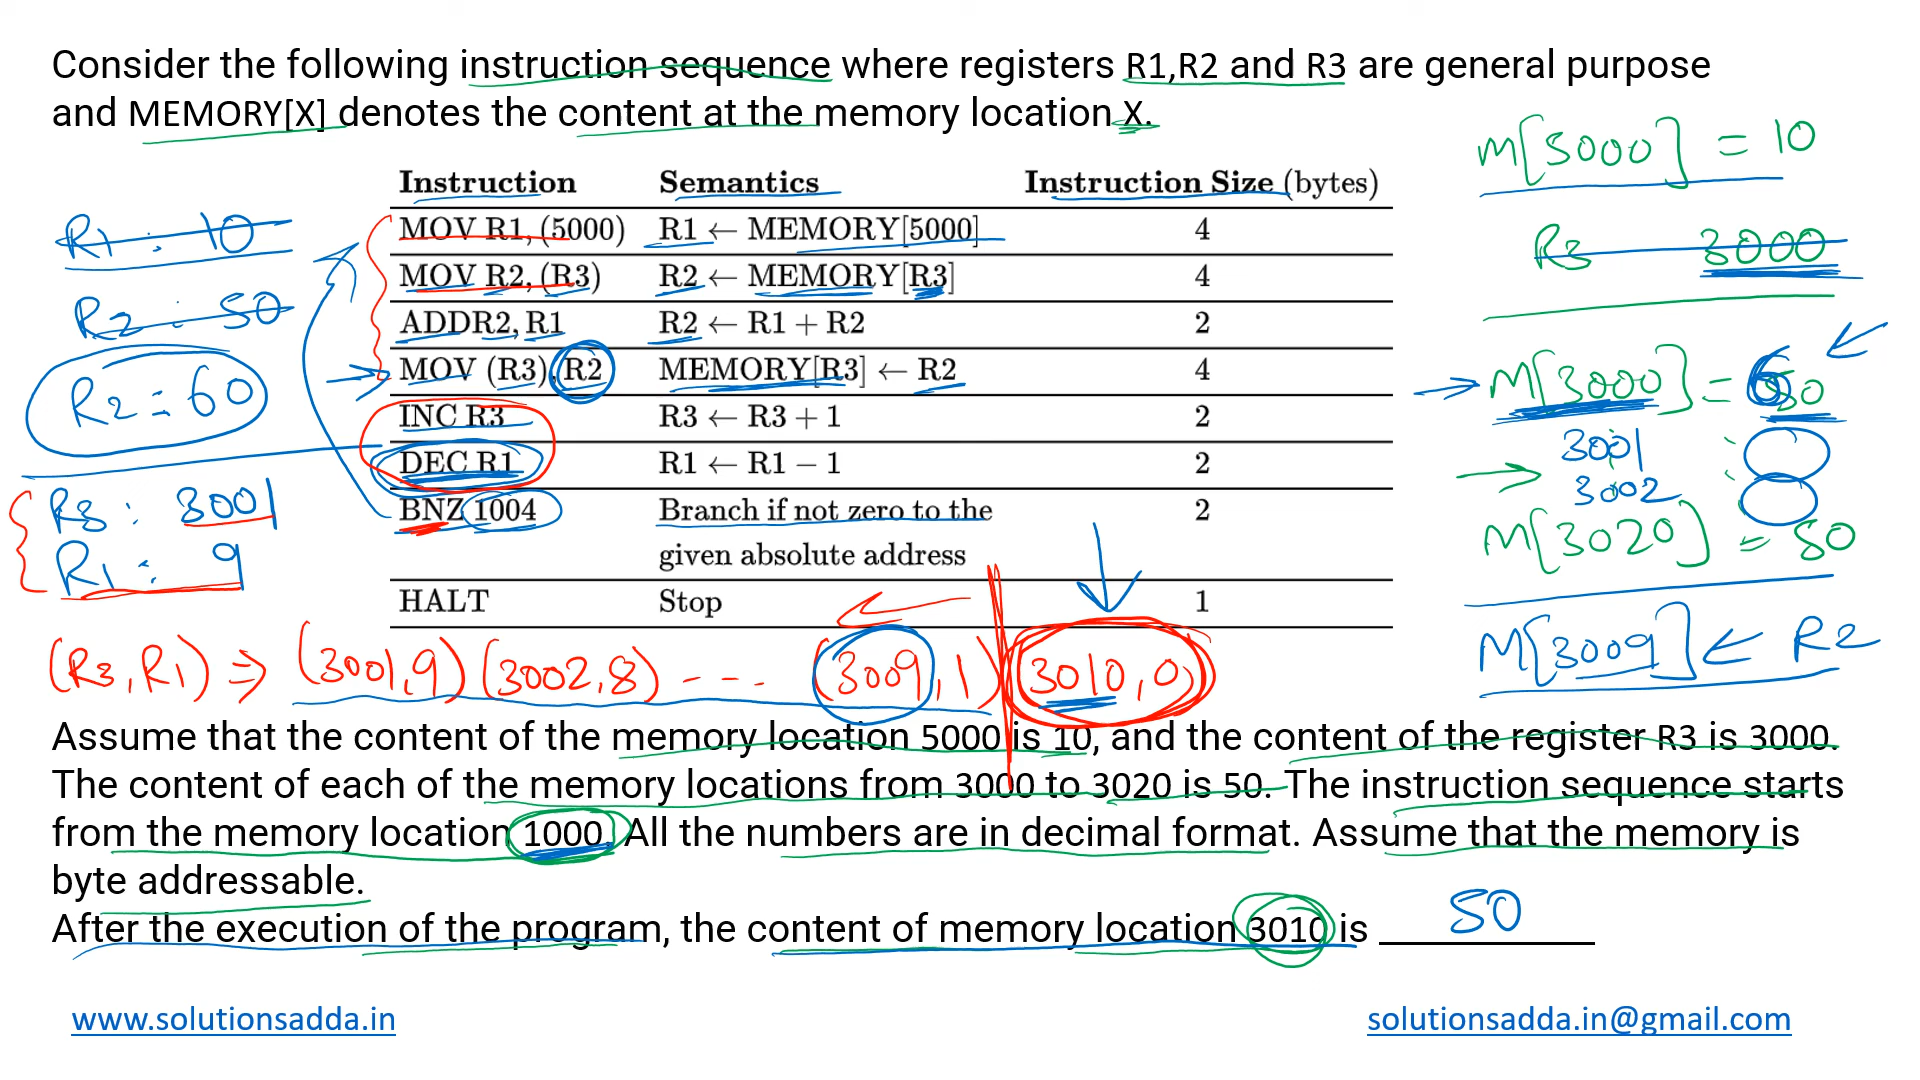 Consider the following instruction sequence where registers R1,R2 and R3 are general purpose
and MEMORY[X] denotes the content at the memory location X.
M[5000] = 10
Instruction Semantics Instruction Size (bytes)
R1 : 10
MOV R1, (5000) R1 ← MEMORY[5000] 4
R3 3000
MOV R2, (R3) R2 ← MEMORY[R3] 4
R2 : 50
ADDR2, R1 R2 ← R1 + R2 2
MOV (R3), R2 MEMORY[R3] ← R2 4
M[3000] = 60
R2 = 60
INC R3 R3 ← R3 + 1 2
3001 :
DEC R1 R1 ← R1 − 1 2
3002 :
R3 : 3001
BNZ 1004 Branch if not zero to the 2
given absolute address
M[3020] = 50
R1 : 9
HALT Stop 1
M[3009] ← R2
(R3, R1) ⇒ (3001, 9) (3002, 8) - - - (3009, 1) (3010, 0)
Assume that the content of the memory location 5000 is 10, and the content of the register R3 is 3000.
The content of each of the memory locations from 3000 to 3020 is 50. The instruction sequence starts
from the memory location 1000. All the numbers are in decimal format. Assume that the memory is
byte addressable.
After the execution of the program, the content of memory location 3010 is 50
www.solutionsadda.in
solutionsadda.in@gmail.com